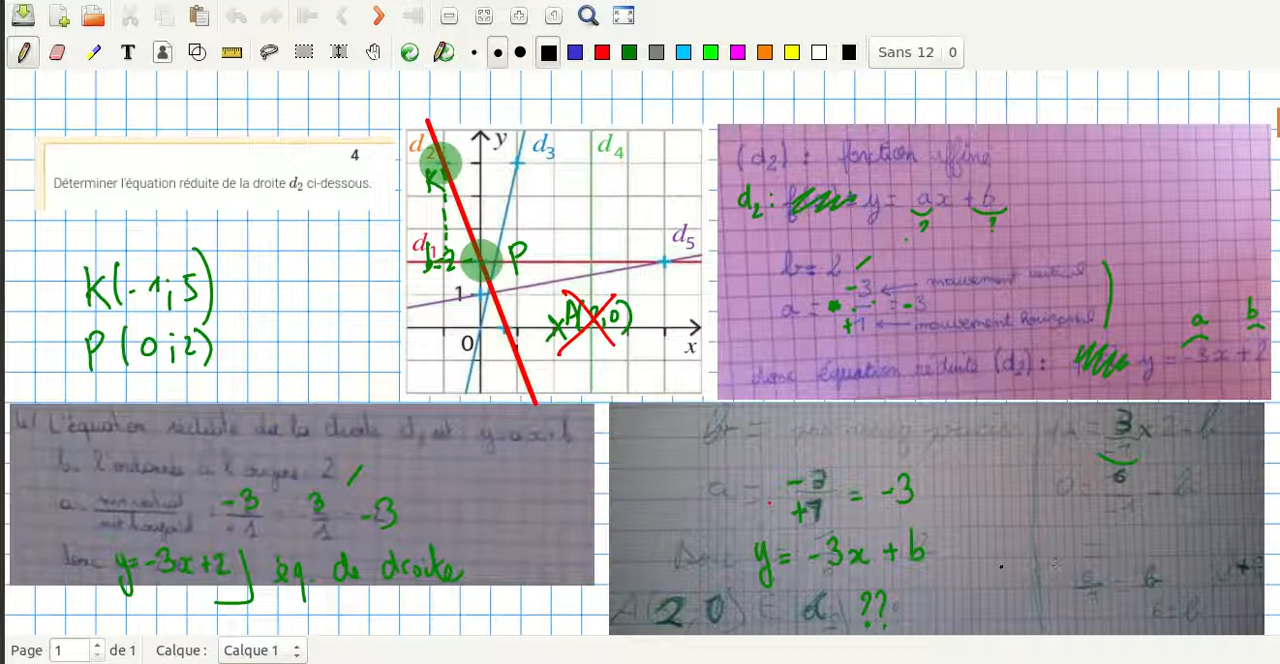 Sans 12
0
4
Déterminer l'équation réduite de la droite d2 ci-dessous.
K(-1;5)
P(0;2)
d2
y
d3
d4
K
d1
b=2
P
d5
1
A(2,0)
0
x
(d2) : fonction affine
d2: y = ax + b
? ?
b = 2
-3 ← mouvement vertical
a = = -3
+1 ← mouvement horizontal
a b
donc équation réduite (d2) : y = -3x + 2
L'équation réduite de la droite d2 est y=ax+b
b l'ordonnée à l'origine 2
a = -3 3 -3
-1 1
donc y=-3x+2 éq. de droite
a = -3 = -3
+1
y = -3x + b
A(2 0) ∈ d2 ??
Page 1 de 1 Calque : Calque 1